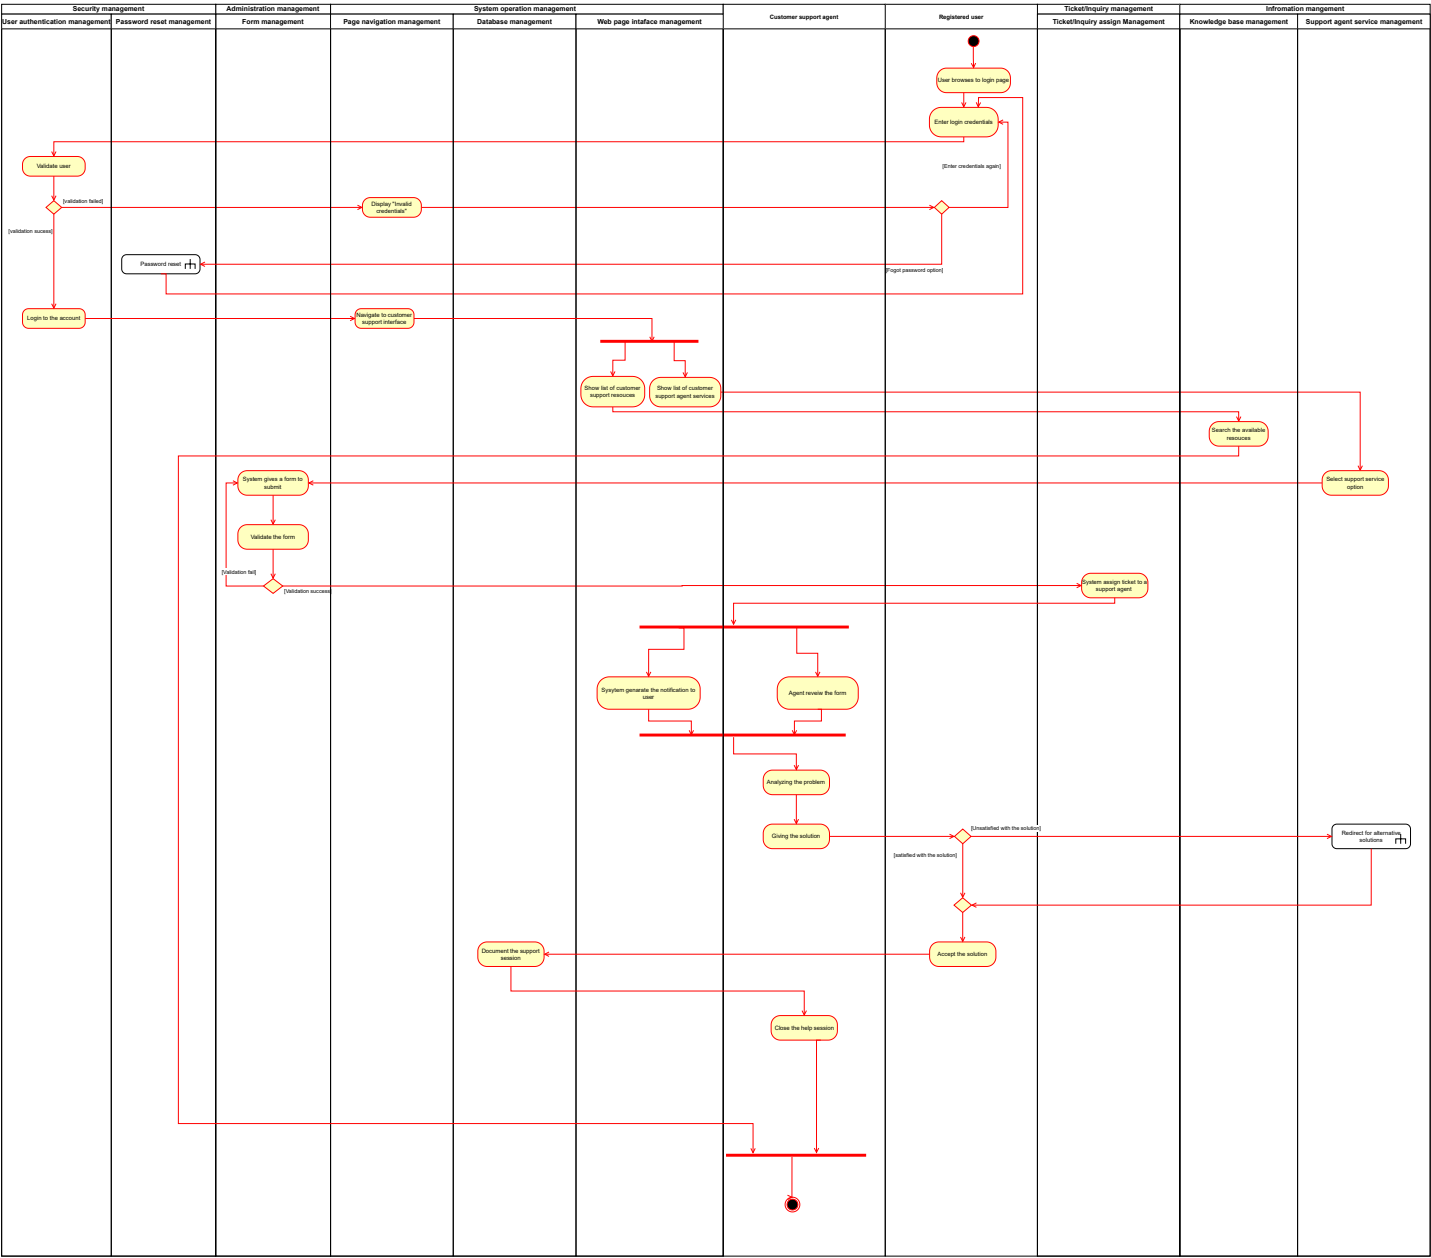 Security management
Administration management
System operation management
Customer support agent
Registered user
Ticket/Inquiry management
Infromation mangement
User authentication management
Password reset management
Form management
Page navigation management
Database management
Web page intaface management
Ticket/Inquiry assign Management
Knowledge base management
Support agent service management
User browses to login page
Enter login credentials
[Enter credentials again]
Validate user
[validation failed]
Display "Invalid
credentials"
[validation sucess]
Password reset
[Fogot password option]
Login to the account
Navigate to customer
support interface
Show list of customer
support resouces
Show list of customer
support agent services
Search the available
resouces
System gives a form to
submit
Select support service
option
Validate the form
[Validation fail]
[Validation success
System assign ticket to a
support agent
Sysytem genarate the notification to
user
Agent reveiw the form
Analyzing the problem
Giving the solution
[Unsatisfied with the solution]
Redirect for alternative
solutions
[satisfied with the solution]
Document the support
session
Accept the solution
Close the help session